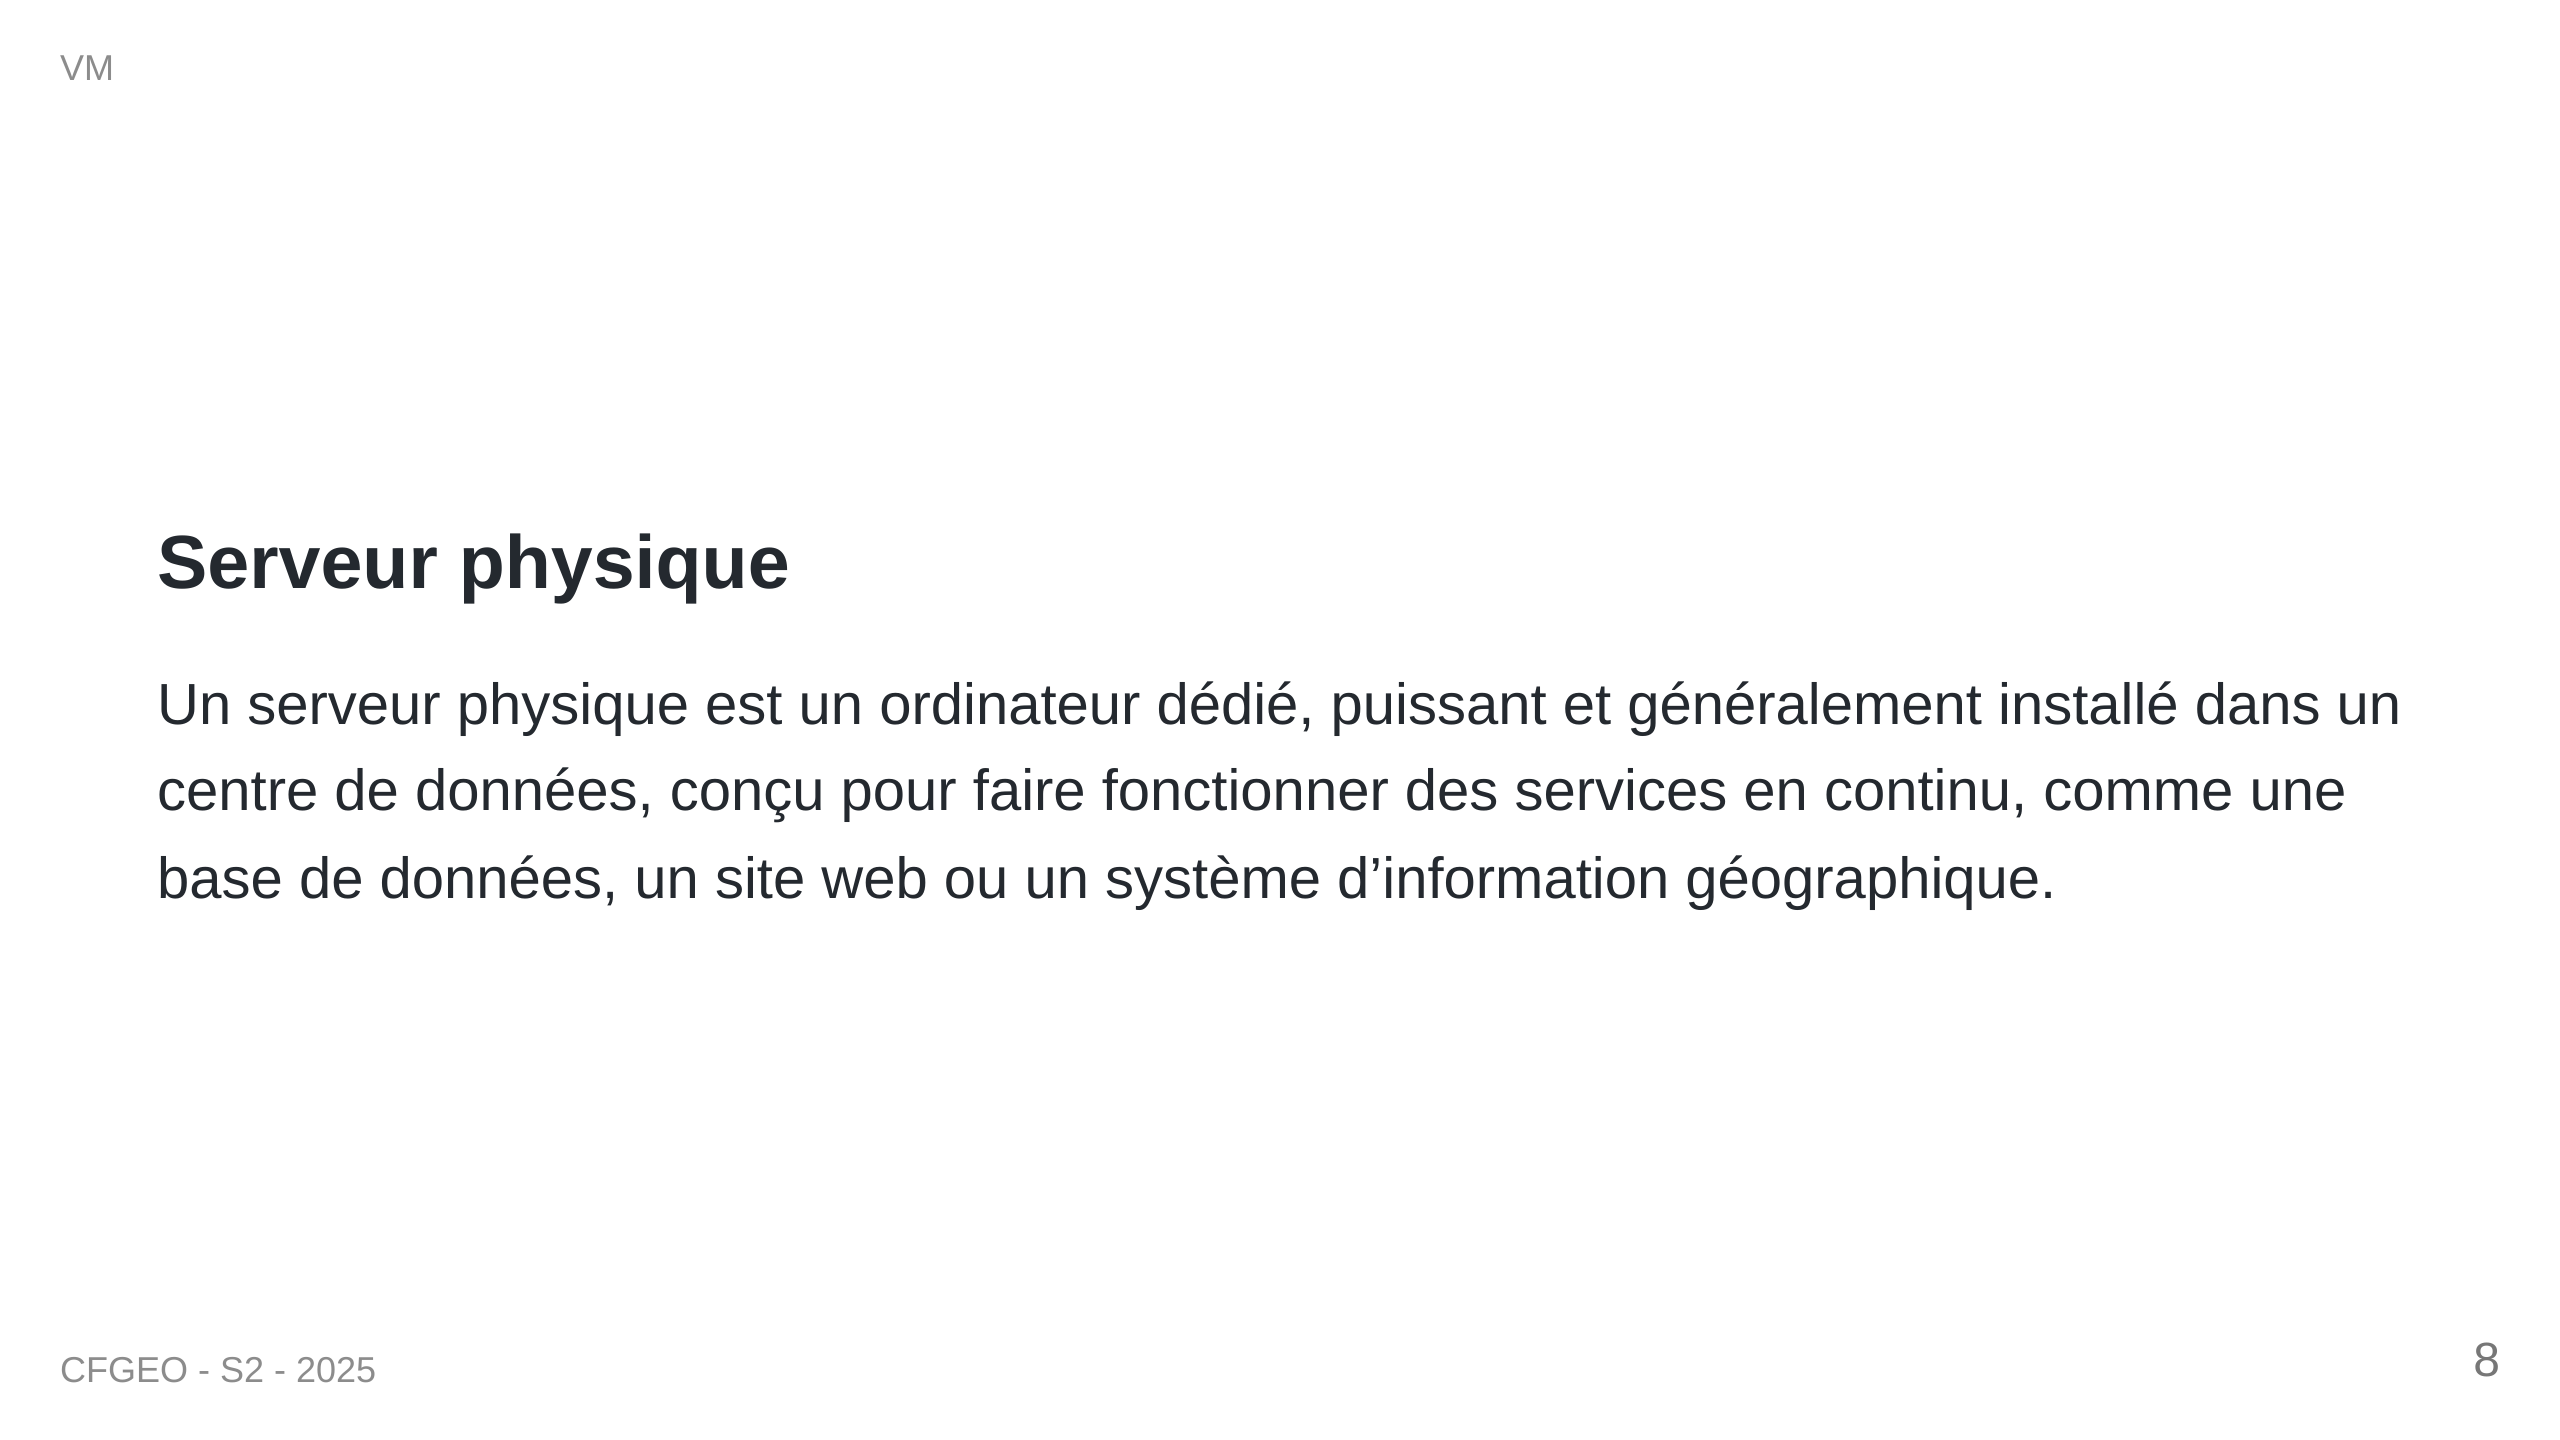 VM
Serveur physique
Un serveur physique est un ordinateur dédié, puissant et généralement installé dans un
centre de données, conçu pour faire fonctionner des services en continu, comme une
base de données, un site web ou un système d’information géographique.
CFGEO - S2 - 2025
8